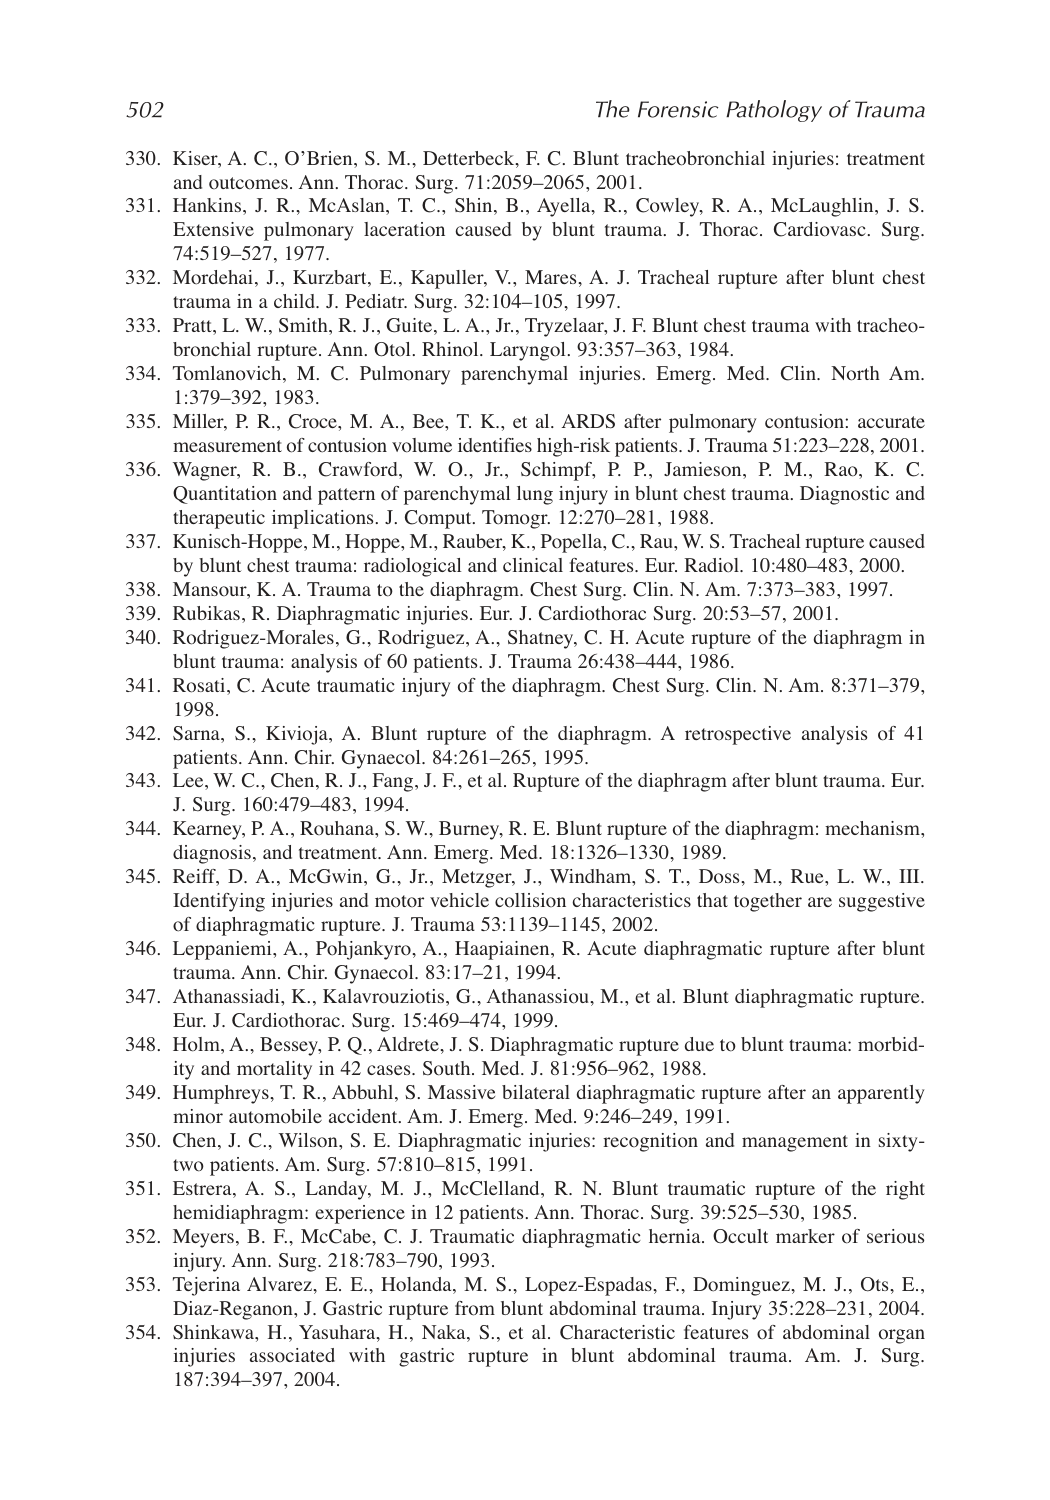 502 The Forensic Pathology of Trauma
330. Kiser, A. C., O’Brien, S. M., Detterbeck, F. C. Blunt tracheobronchial injuries: treatment
and outcomes. Ann. Thorac. Surg. 71:2059–2065, 2001.
331. Hankins, J. R., McAslan, T. C., Shin, B., Ayella, R., Cowley, R. A., McLaughlin, J. S.
Extensive pulmonary laceration caused by blunt trauma. J. Thorac. Cardiovasc. Surg.
74:519–527, 1977.
332. Mordehai, J., Kurzbart, E., Kapuller, V., Mares, A. J. Tracheal rupture after blunt chest
trauma in a child. J. Pediatr. Surg. 32:104–105, 1997.
333. Pratt, L. W., Smith, R. J., Guite, L. A., Jr., Tryzelaar, J. F. Blunt chest trauma with tracheo-
bronchial rupture. Ann. Otol. Rhinol. Laryngol. 93:357–363, 1984.
334. Tomlanovich, M. C. Pulmonary parenchymal injuries. Emerg. Med. Clin. North Am.
1:379–392, 1983.
335. Miller, P. R., Croce, M. A., Bee, T. K., et al. ARDS after pulmonary contusion: accurate
measurement of contusion volume identifies high-risk patients. J. Trauma 51:223–228, 2001.
336. Wagner, R. B., Crawford, W. O., Jr., Schimpf, P. P., Jamieson, P. M., Rao, K. C.
Quantitation and pattern of parenchymal lung injury in blunt chest trauma. Diagnostic and
therapeutic implications. J. Comput. Tomogr. 12:270–281, 1988.
337. Kunisch-Hoppe, M., Hoppe, M., Rauber, K., Popella, C., Rau, W. S. Tracheal rupture caused
by blunt chest trauma: radiological and clinical features. Eur. Radiol. 10:480–483, 2000.
338. Mansour, K. A. Trauma to the diaphragm. Chest Surg. Clin. N. Am. 7:373–383, 1997.
339. Rubikas, R. Diaphragmatic injuries. Eur. J. Cardiothorac Surg. 20:53–57, 2001.
340. Rodriguez-Morales, G., Rodriguez, A., Shatney, C. H. Acute rupture of the diaphragm in
blunt trauma: analysis of 60 patients. J. Trauma 26:438–444, 1986.
341. Rosati, C. Acute traumatic injury of the diaphragm. Chest Surg. Clin. N. Am. 8:371–379,
1998.
342. Sarna, S., Kivioja, A. Blunt rupture of the diaphragm. A retrospective analysis of 41
patients. Ann. Chir. Gynaecol. 84:261–265, 1995.
343. Lee, W. C., Chen, R. J., Fang, J. F., et al. Rupture of the diaphragm after blunt trauma. Eur.
J. Surg. 160:479–483, 1994.
344. Kearney, P. A., Rouhana, S. W., Burney, R. E. Blunt rupture of the diaphragm: mechanism,
diagnosis, and treatment. Ann. Emerg. Med. 18:1326–1330, 1989.
345. Reiff, D. A., McGwin, G., Jr., Metzger, J., Windham, S. T., Doss, M., Rue, L. W., III.
Identifying injuries and motor vehicle collision characteristics that together are suggestive
of diaphragmatic rupture. J. Trauma 53:1139–1145, 2002.
346. Leppaniemi, A., Pohjankyro, A., Haapiainen, R. Acute diaphragmatic rupture after blunt
trauma. Ann. Chir. Gynaecol. 83:17–21, 1994.
347. Athanassiadi, K., Kalavrouziotis, G., Athanassiou, M., et al. Blunt diaphragmatic rupture.
Eur. J. Cardiothorac. Surg. 15:469–474, 1999.
348. Holm, A., Bessey, P. Q., Aldrete, J. S. Diaphragmatic rupture due to blunt trauma: morbid-
ity and mortality in 42 cases. South. Med. J. 81:956–962, 1988.
349. Humphreys, T. R., Abbuhl, S. Massive bilateral diaphragmatic rupture after an apparently
minor automobile accident. Am. J. Emerg. Med. 9:246–249, 1991.
350. Chen, J. C., Wilson, S. E. Diaphragmatic injuries: recognition and management in sixty-
two patients. Am. Surg. 57:810–815, 1991.
351. Estrera, A. S., Landay, M. J., McClelland, R. N. Blunt traumatic rupture of the right
hemidiaphragm: experience in 12 patients. Ann. Thorac. Surg. 39:525–530, 1985.
352. Meyers, B. F., McCabe, C. J. Traumatic diaphragmatic hernia. Occult marker of serious
injury. Ann. Surg. 218:783–790, 1993.
353. Tejerina Alvarez, E. E., Holanda, M. S., Lopez-Espadas, F., Dominguez, M. J., Ots, E.,
Diaz-Reganon, J. Gastric rupture from blunt abdominal trauma. Injury 35:228–231, 2004.
354. Shinkawa, H., Yasuhara, H., Naka, S., et al. Characteristic features of abdominal organ
injuries associated with gastric rupture in blunt abdominal trauma. Am. J. Surg.
187:394–397, 2004.